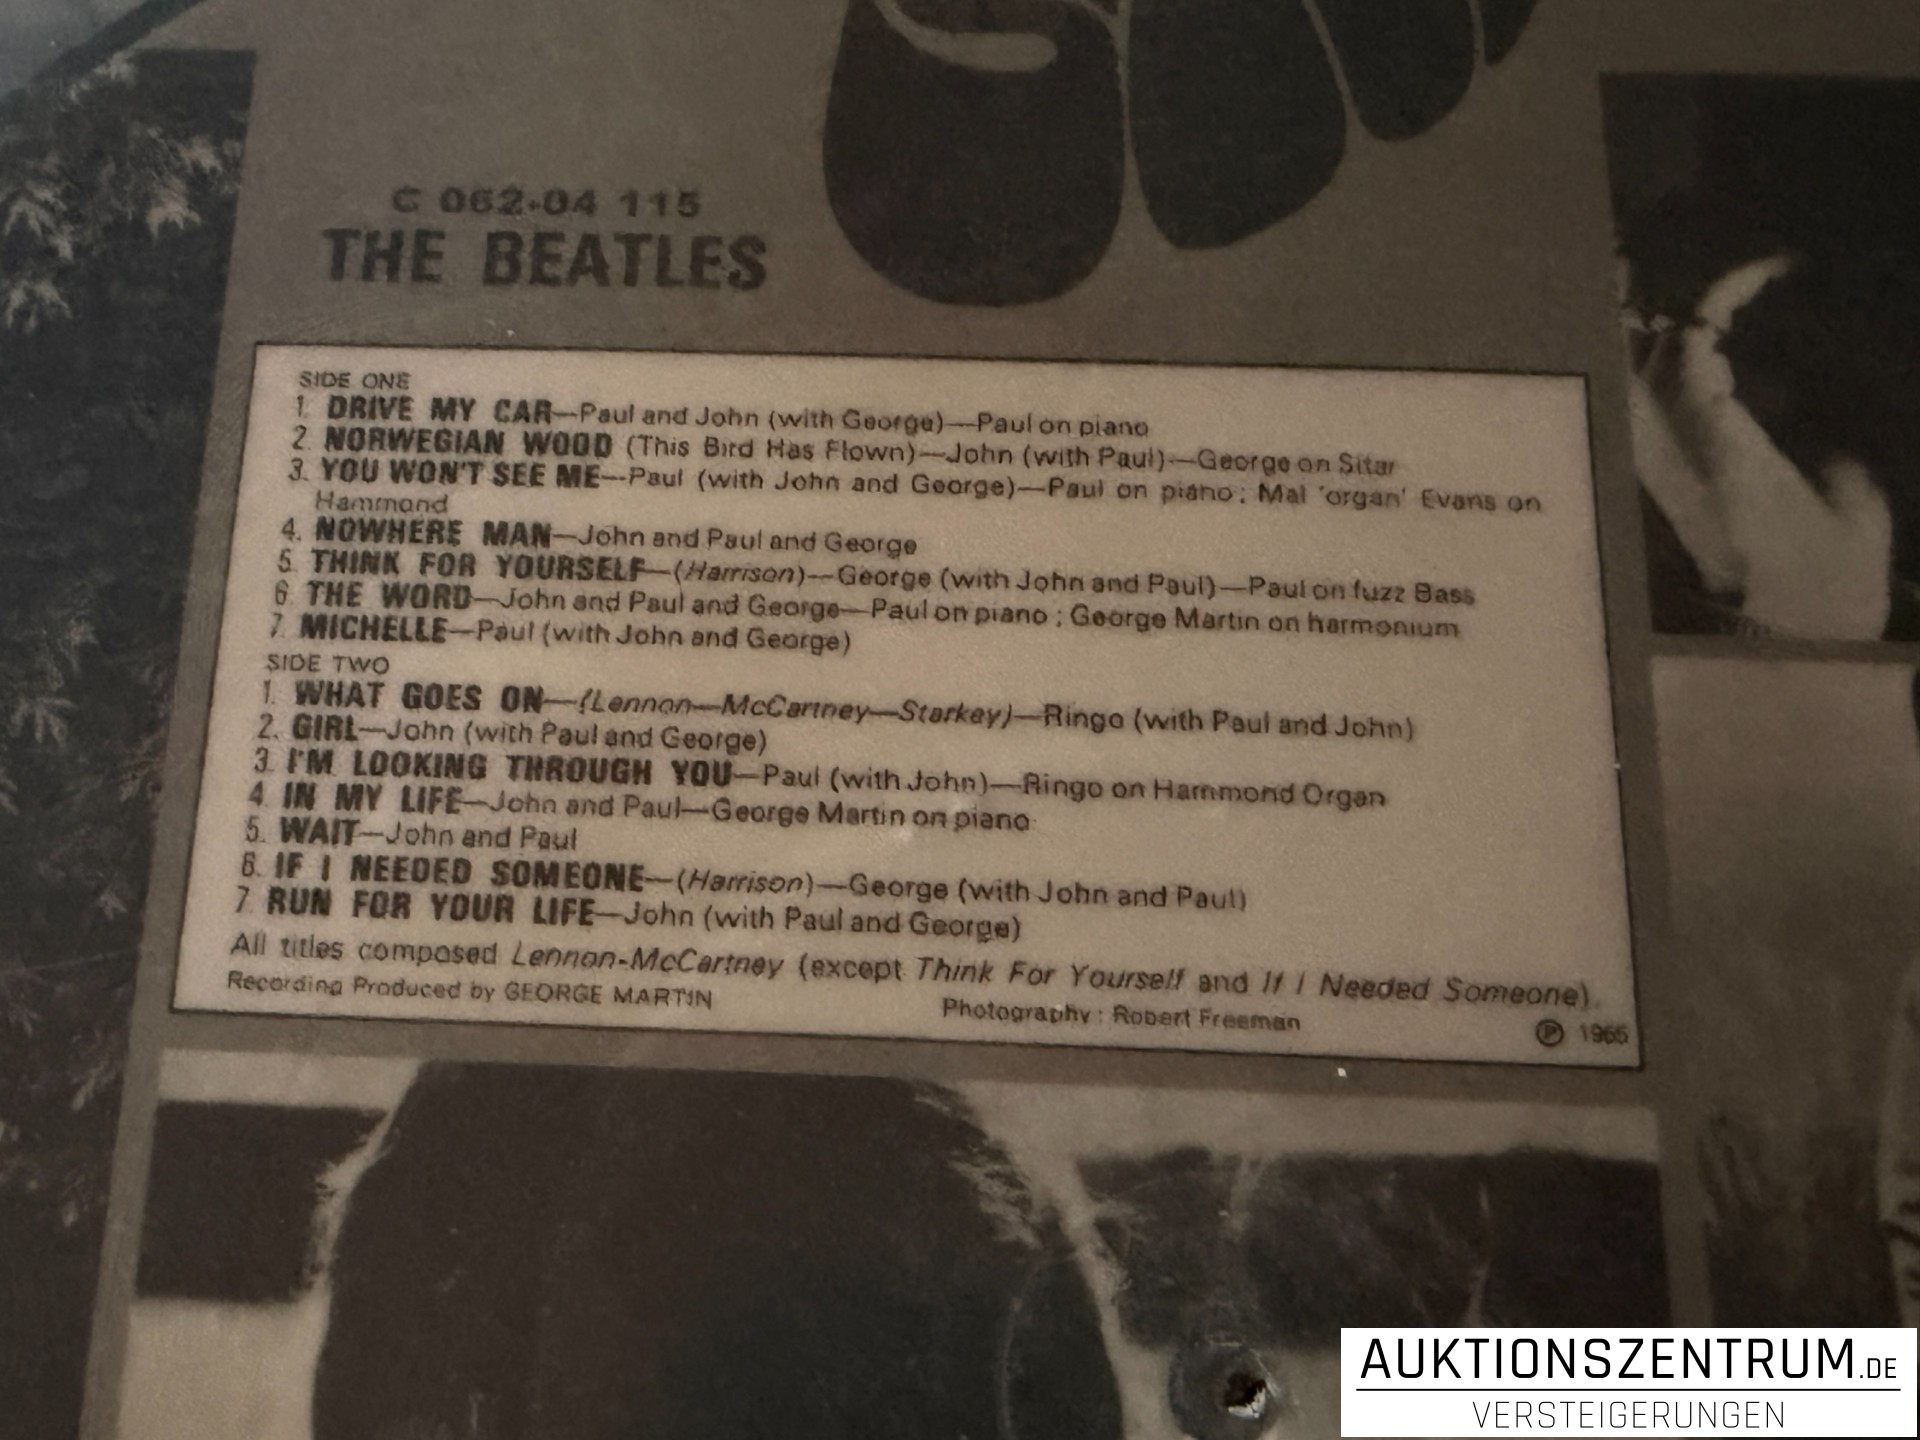 C 062-04 115
THE BEATLES
SIDE ONE
1. DRIVE MY CAR—Paul and John (with George)—Paul on piano
2. NORWEGIAN WOOD (This Bird Has Flown)—John (with Paul)—George on Sitar
3. YOU WON'T SEE ME—Paul (with John and George)—Paul on piano; Mal 'organ' Evans on
Hammond
4. NOWHERE MAN—John and Paul and George
5. THINK FOR YOURSELF—(Harrison)—George (with John and Paul)—Paul on fuzz Bass
6. THE WORD—John and Paul and George—Paul on piano; George Martin on harmonium
7. MICHELLE—Paul (with John and George)
SIDE TWO
1. WHAT GOES ON—(Lennon—McCartney—Starkey)—Ringo (with Paul and John)
2. GIRL—John (with Paul and George)
3. I'M LOOKING THROUGH YOU—Paul (with John)—Ringo on Hammond Organ
4. IN MY LIFE—John and Paul—George Martin on piano
5. WAIT—John and Paul
6. IF I NEEDED SOMEONE—(Harrison)—George (with John and Paul)
7. RUN FOR YOUR LIFE—John (with Paul and George)
All titles composed Lennon-McCartney (except Think For Yourself and If I Needed Someone).
Recording Produced by GEORGE MARTIN
Photography: Robert Freeman
℗ 1965
AUKTIONSZENTRUM.DE
VERSTEIGERUNGEN